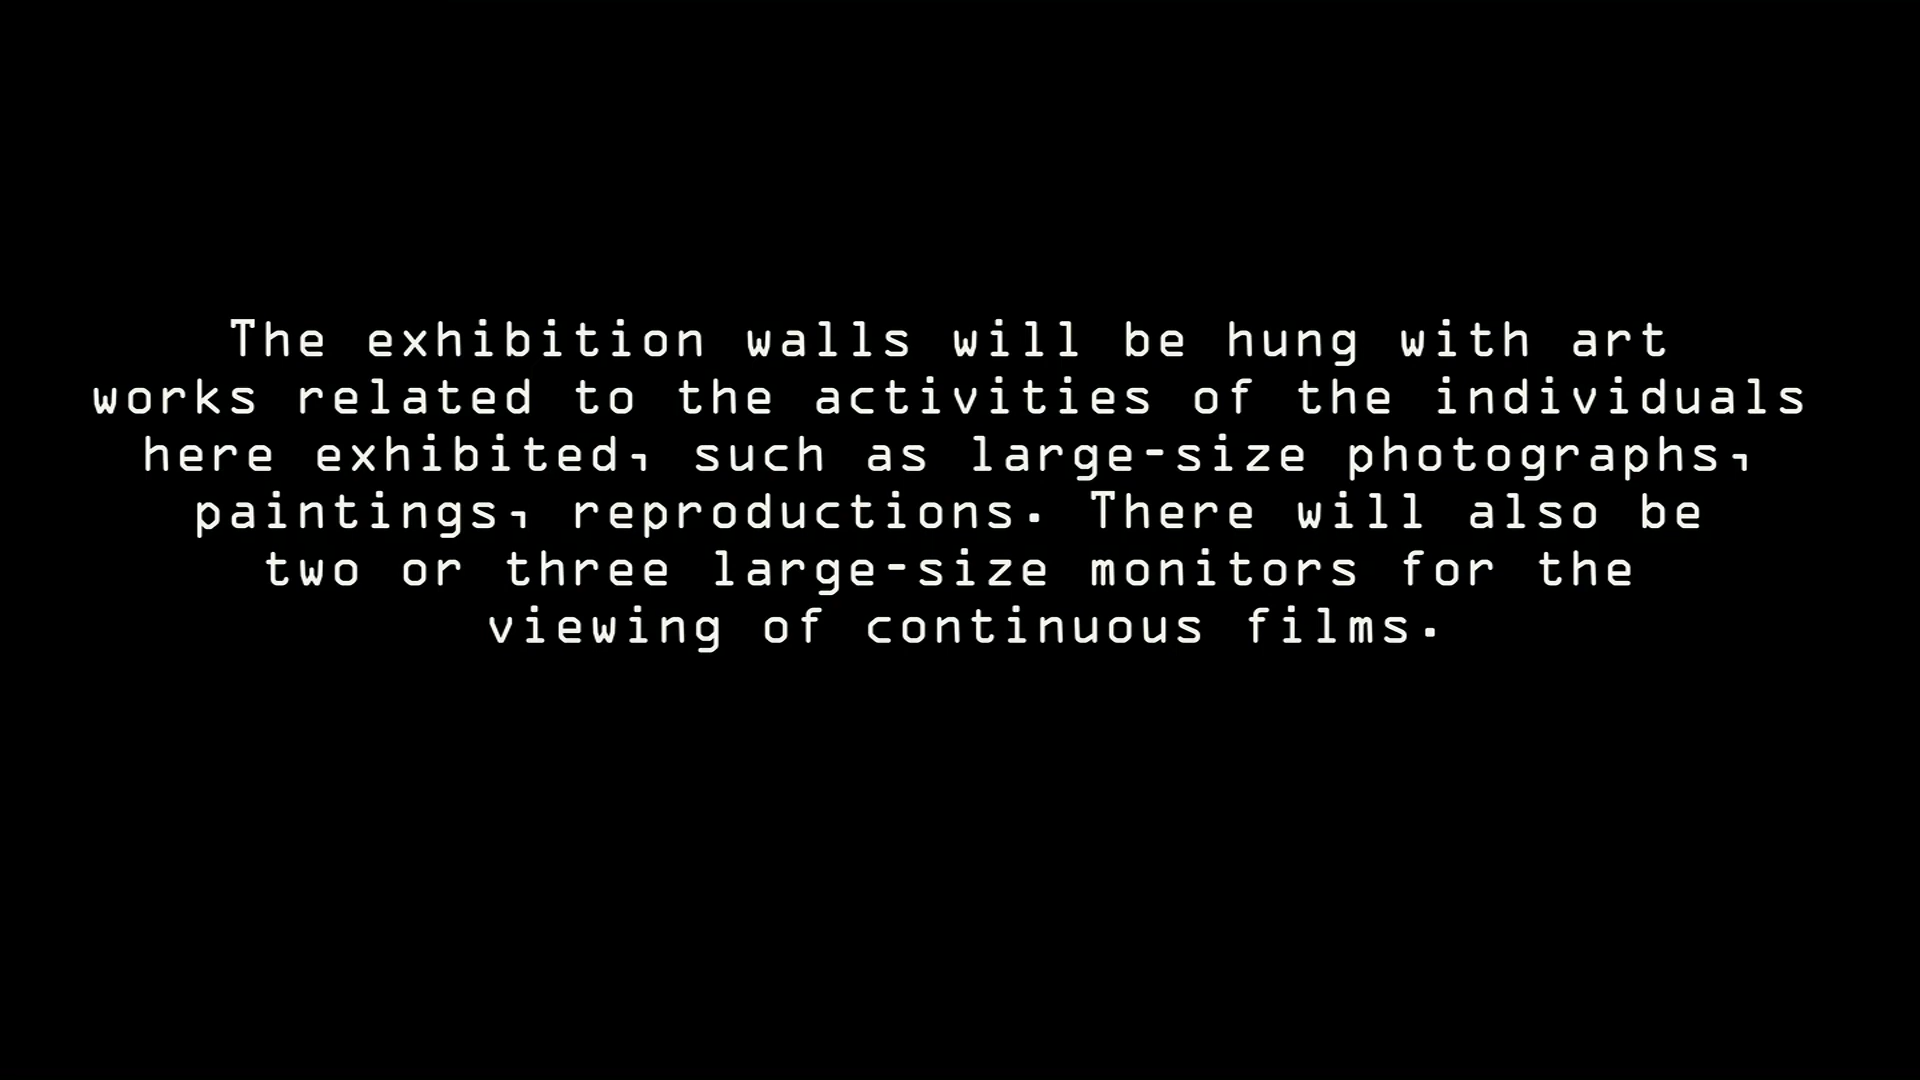 The exhibition walls will be hung with art
works related to the activities of the individuals
here exhibited, such as large-size photographs,
paintings, reproductions. There will also be
two or three large-size monitors for the
viewing of continuous films.